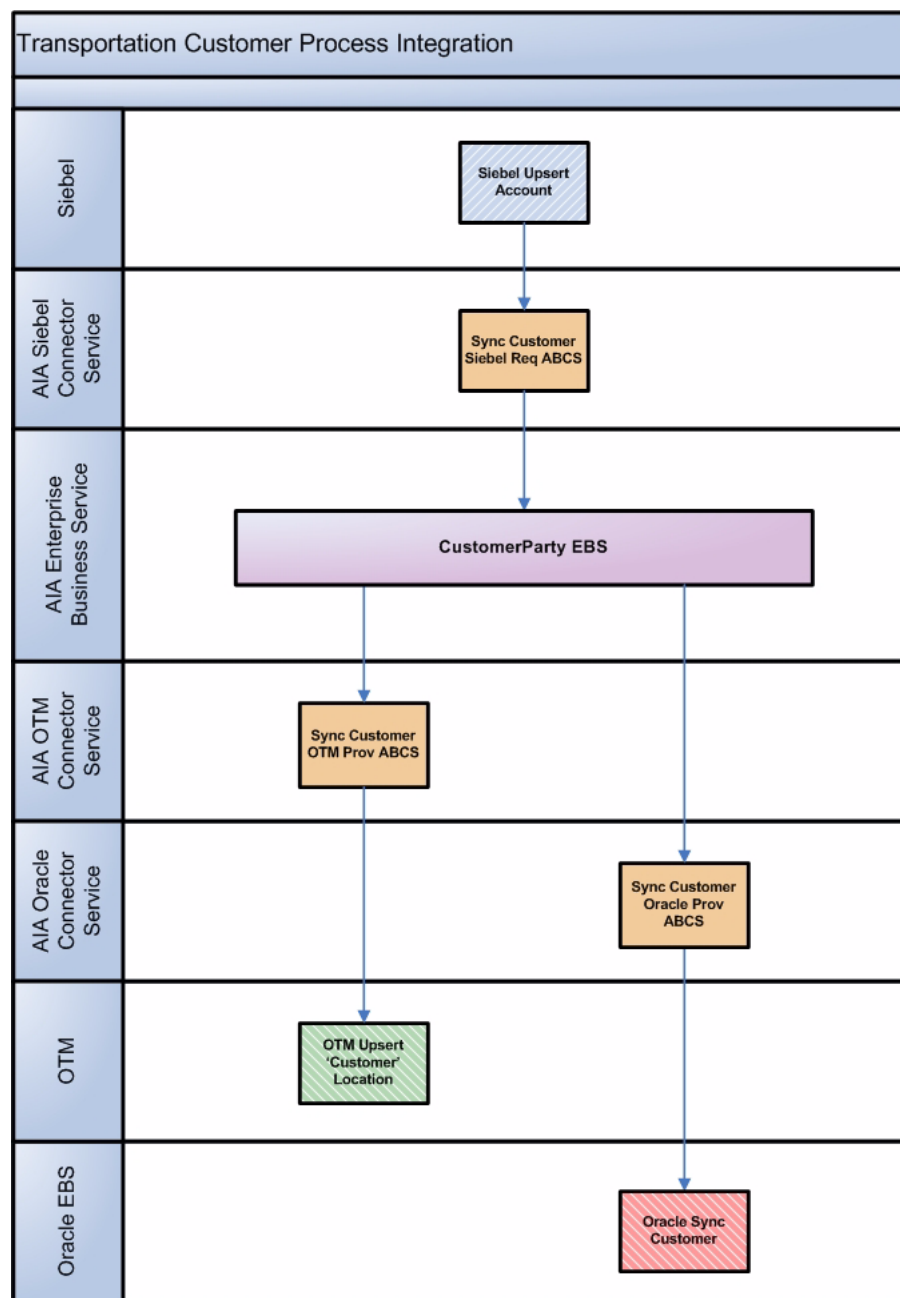 Transportation Customer Process Integration
Siebel
Siebel Upsert
Account
AIA Siebel
Connector
Service
Sync Customer
Siebel Req ABCS
AIA Enterprise
Business Service
CustomerParty EBS
AIA OTM
Connector
Service
Sync Customer
OTM Prov ABCS
AIA Oracle
Connector
Service
Sync Customer
Oracle Prov
ABCS
OTM
OTM Upsert
‘Customer’
Location
Oracle EBS
Oracle Sync
Customer